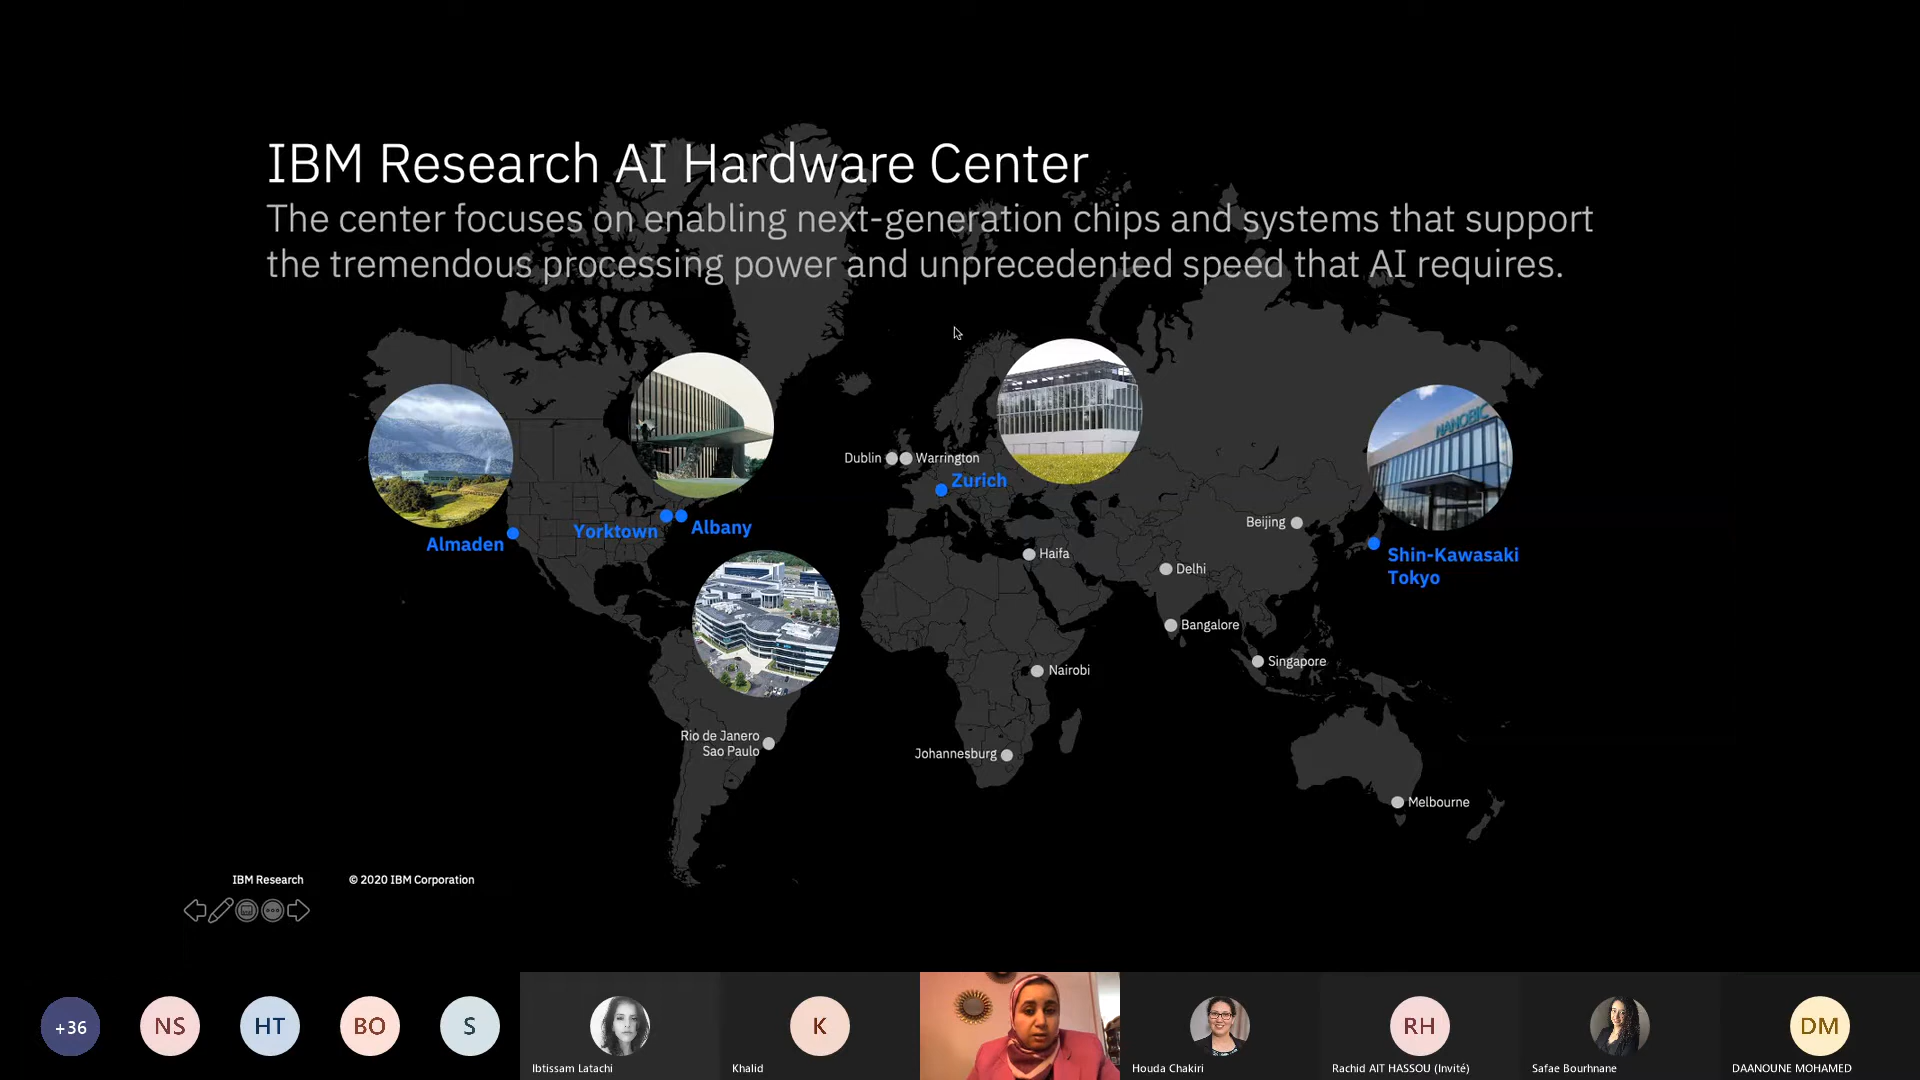 IBM Research AI Hardware Center
The center focuses on enabling next-generation chips and systems that support
the tremendous processing power and unprecedented speed that AI requires.
NANOBIC
Dublin
Warrington
Zurich
Yorktown
Albany
Almaden
Beijing
Haifa
Shin-Kawasaki
Tokyo
Delhi
Bangalore
Singapore
Nairobi
Rio de Janero
Sao Paulo
Johannesburg
Melbourne
IBM Research
© 2020 IBM Corporation
+36
NS
HT
BO
S
K
RH
DM
Ibtissam Latachi
Khalid
Houda Chakiri
Rachid AIT HASSOU (Invité)
Safae Bourhnane
DAANOUNE MOHAMED